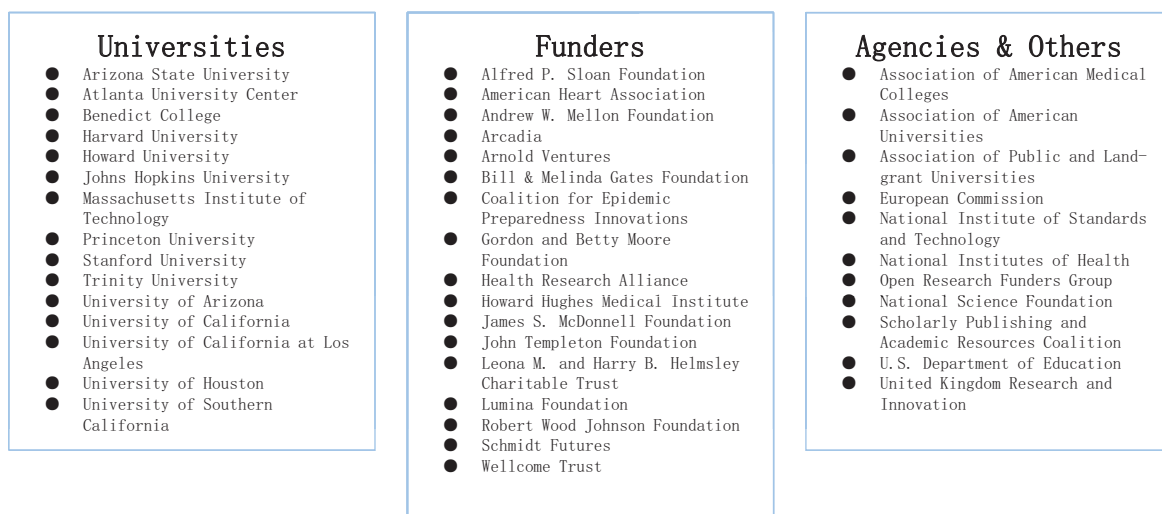 Universities
● Arizona State University
● Atlanta University Center
● Benedict College
● Harvard University
● Howard University
● Johns Hopkins University
● Massachusetts Institute of
Technology
● Princeton University
● Stanford University
● Trinity University
● University of Arizona
● University of California
● University of California at Los
Angeles
● University of Houston
● University of Southern
California
Funders
● Alfred P. Sloan Foundation
● American Heart Association
● Andrew W. Mellon Foundation
● Arcadia
● Arnold Ventures
● Bill & Melinda Gates Foundation
● Coalition for Epidemic
Preparedness Innovations
● Gordon and Betty Moore
Foundation
● Health Research Alliance
● Howard Hughes Medical Institute
● James S. McDonnell Foundation
● John Templeton Foundation
● Leona M. and Harry B. Helmsley
Charitable Trust
● Lumina Foundation
● Robert Wood Johnson Foundation
● Schmidt Futures
● Wellcome Trust
Agencies & Others
● Association of American Medical
Colleges
● Association of American
Universities
● Association of Public and Land-
grant Universities
● European Commission
● National Institute of Standards
and Technology
● National Institutes of Health
● Open Research Funders Group
● National Science Foundation
● Scholarly Publishing and
Academic Resources Coalition
● U.S. Department of Education
● United Kingdom Research and
Innovation